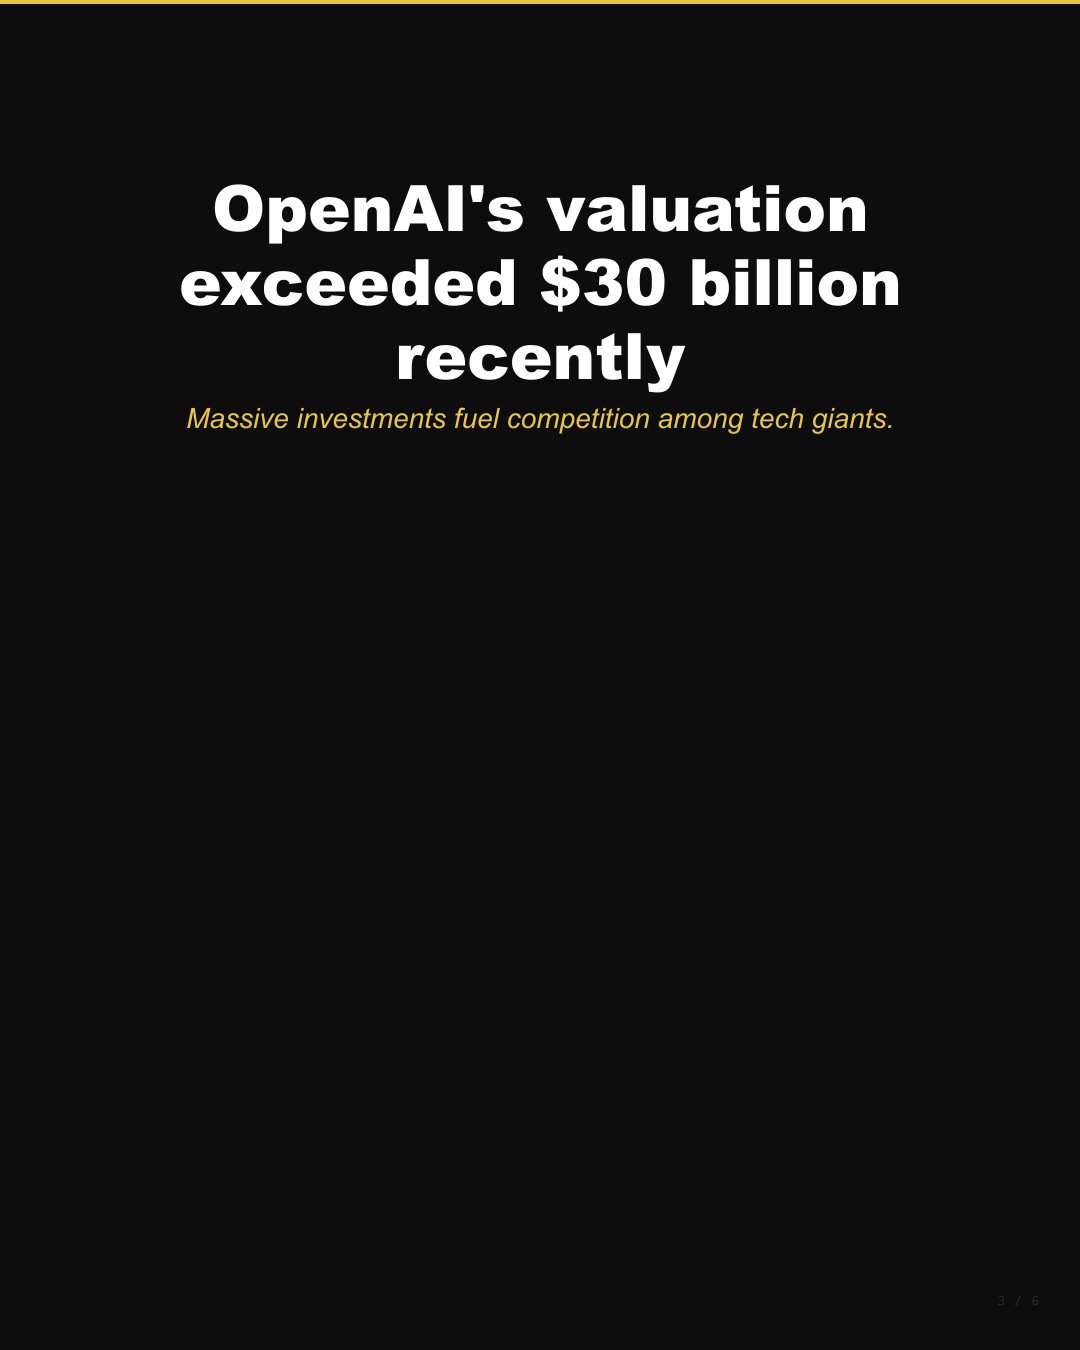 OpenAI's valuation
exceeded $30 billion
recently
Massive investments fuel competition among tech giants.
3 / 6